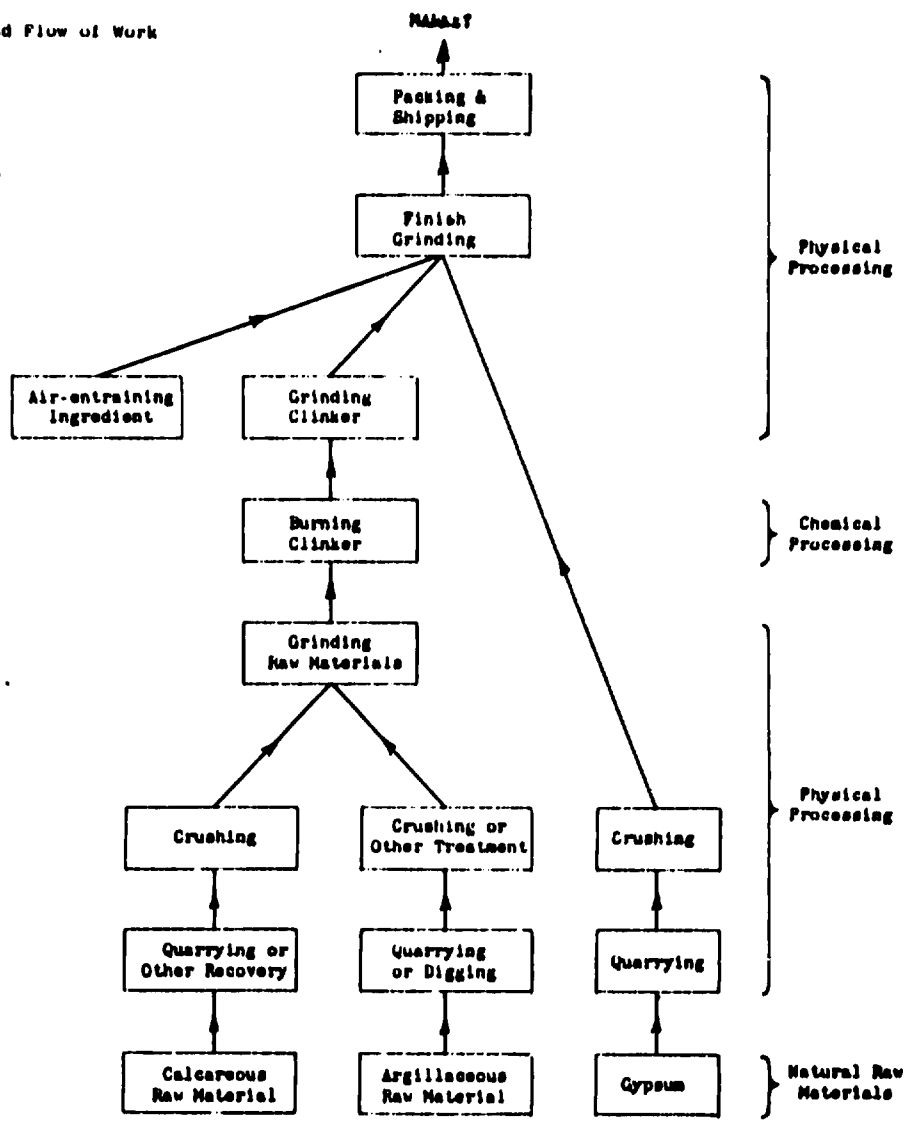 d Flow of Work
MARKET
Packing &
Shipping
Finish
Grinding
Physical
Processing
Air-entraining
Ingredient
Grinding
Clinker
Burning
Clinker
Chemical
Processing
Grinding
Raw Materials
Crushing
Crushing or
Other Treatment
Crushing
Physical
Processing
Quarrying or
Other Recovery
Quarrying
or Digging
Quarrying
Calcareous
Raw Material
Argillaceous
Raw Material
Gypsum
Natural Raw
Materials